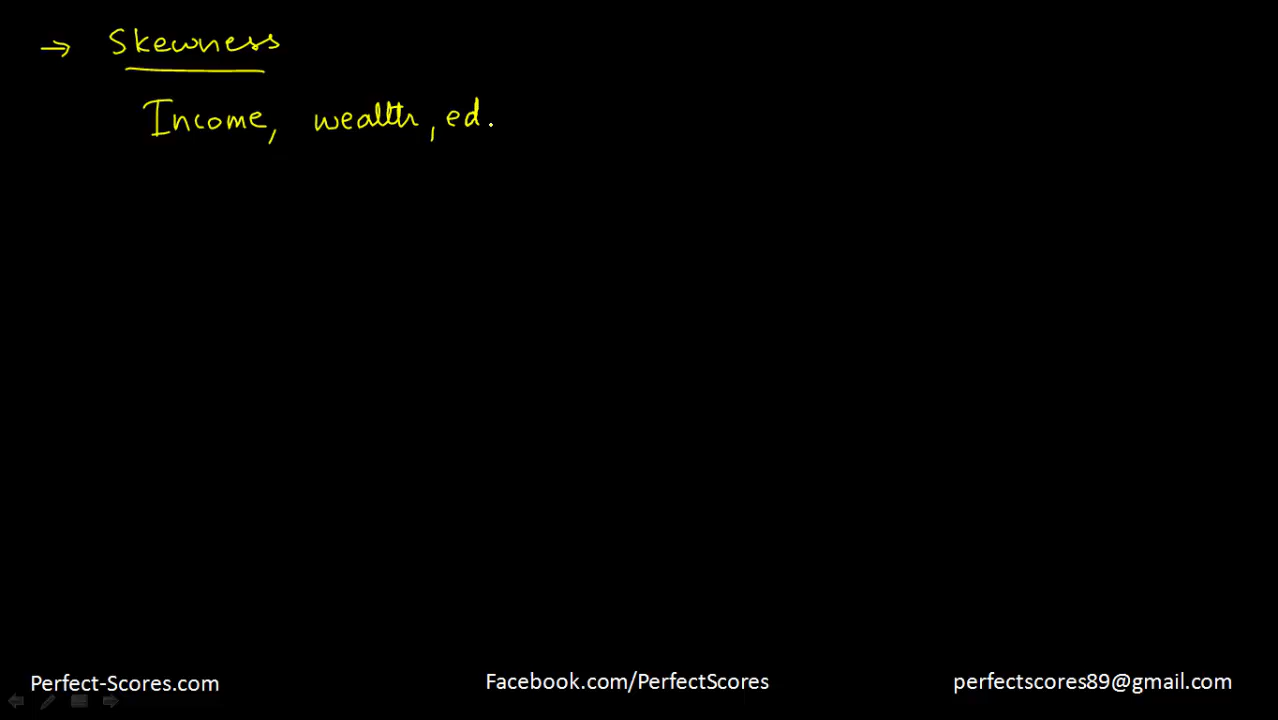 → Skewness
Income, wealth, ed.
Perfect-Scores.com
Facebook.com/PerfectScores
perfectscores89@gmail.com